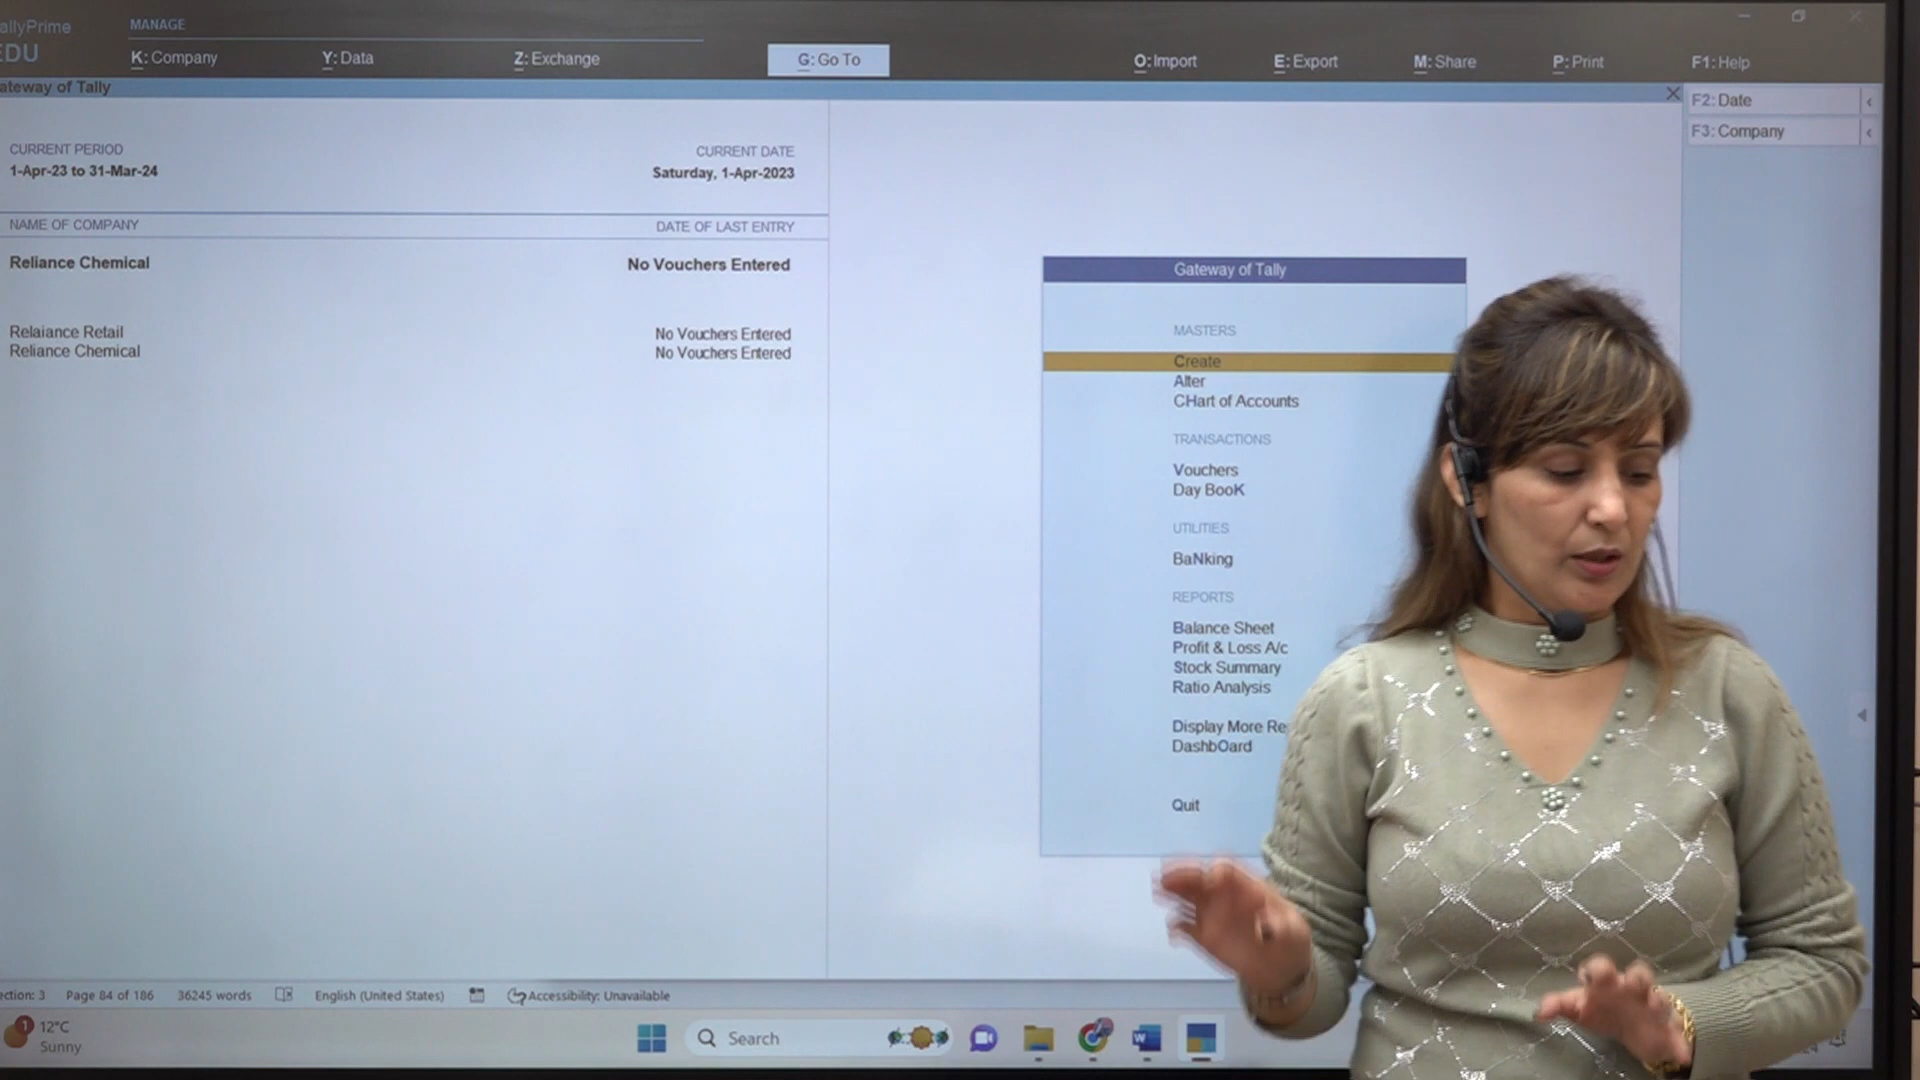 allyPrime
EDU
MANAGE
K: Company
Y: Data
Z: Exchange
G: Go To
O: Import
E: Export
M: Share
P: Print
F1: Help
ateway of Tally
F2: Date
F3: Company
CURRENT PERIOD
1-Apr-23 to 31-Mar-24
CURRENT DATE
Saturday, 1-Apr-2023
NAME OF COMPANY
DATE OF LAST ENTRY
Reliance Chemical
No Vouchers Entered
Relaiance Retail
No Vouchers Entered
Reliance Chemical
No Vouchers Entered
Gateway of Tally
MASTERS
Create
Alter
CHart of Accounts
TRANSACTIONS
Vouchers
Day BooK
UTILITIES
BaNking
REPORTS
Balance Sheet
Profit & Loss A/c
Stock Summary
Ratio Analysis
Display More Re
DashbOard
Quit
ection: 3
Page 84 of 186
36245 words
English (United States)
Accessibility: Unavailable
1
12°C
Sunny
Search